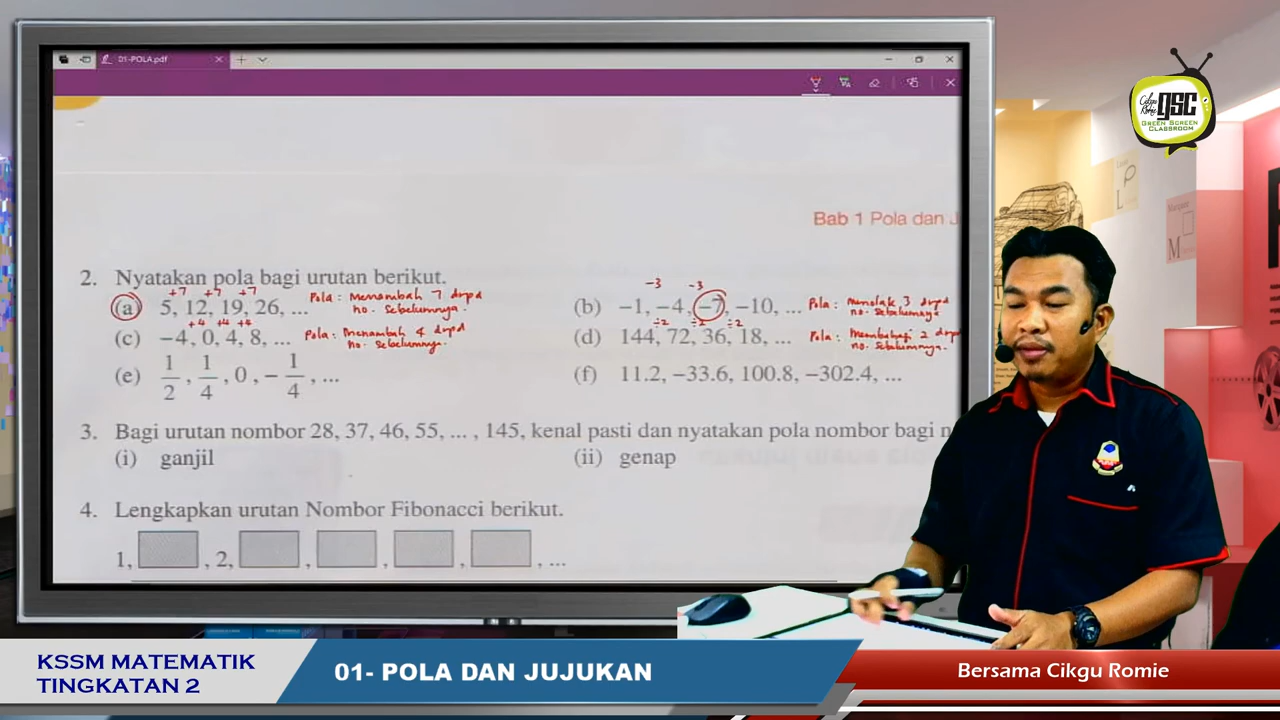 01-POLA.pdf
Cikgu Romie GSC
GREEN SCREEN
CLASSROOM
Bab 1 Pola dan J
2. Nyatakan pola bagi urutan berikut.
+7 +7 +7
(a) 5, 12, 19, 26, ... Pola : Menambah 7 drpd
no. sebelumnya.
-3 -3
(b) −1, −4, −7, −10, ... Pola : Menolak 3 drpd
no. sebelumnya
+4 +4 +4
(c) −4, 0, 4, 8, ... Pola : Menambah 4 drpd
no. sebelumnya.
÷2 ÷2 ÷2
(d) 144, 72, 36, 18, ... Pola : Membahagi 2 drpd
no. sebelumnya.
(e) 1/2, 1/4, 0, −1/4, ...
(f) 11.2, −33.6, 100.8, −302.4, ...
3. Bagi urutan nombor 28, 37, 46, 55, ... , 145, kenal pasti dan nyatakan pola nombor bagi n
(i) ganjil (ii) genap
4. Lengkapkan urutan Nombor Fibonacci berikut.
1, , 2, , , , , ...
L
M
KSSM MATEMATIK
TINGKATAN 2
01- POLA DAN JUJUKAN
Bersama Cikgu Romie